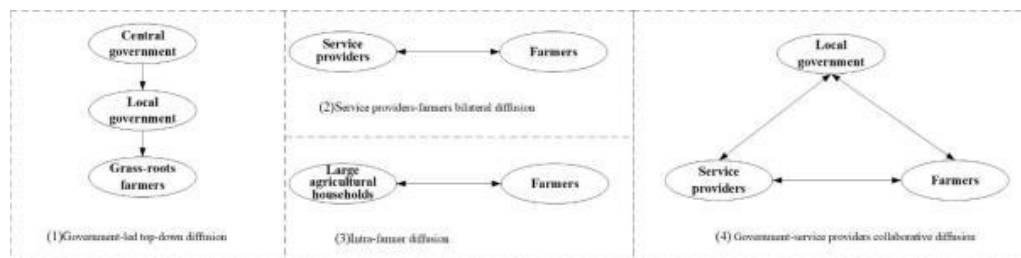 Central
government
Local
government
Grass-roots
farmers
(1)Government-led top-down diffusion
Service
providers
Farmers
(2)Service providers-farmers bilateral diffusion
Large
agricultural
households
Farmers
(3)Intra-farmer diffusion
Local
government
Service
providers
Farmers
(4) Government-service providers collaborative diffusion